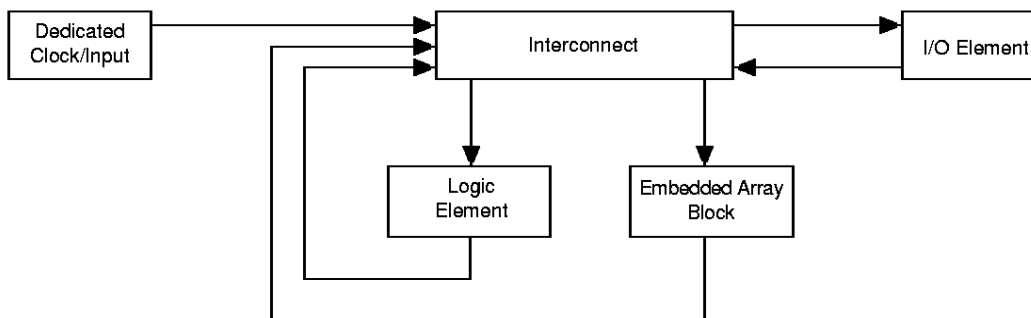 Dedicated
Clock/Input
Interconnect
I/O Element
Logic
Element
Embedded Array
Block